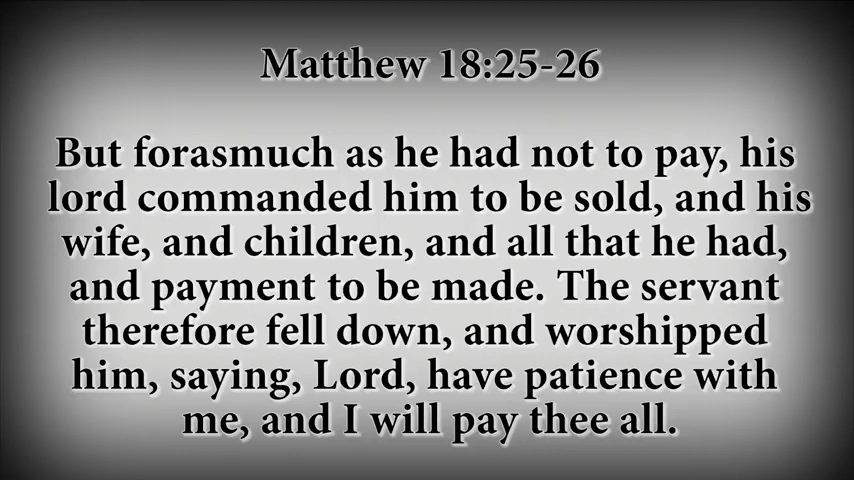 Matthew 18:25-26
But forasmuch as he had not to pay, his
lord commanded him to be sold, and his
wife, and children, and all that he had,
and payment to be made. The servant
therefore fell down, and worshipped
him, saying, Lord, have patience with
me, and I will pay thee all.